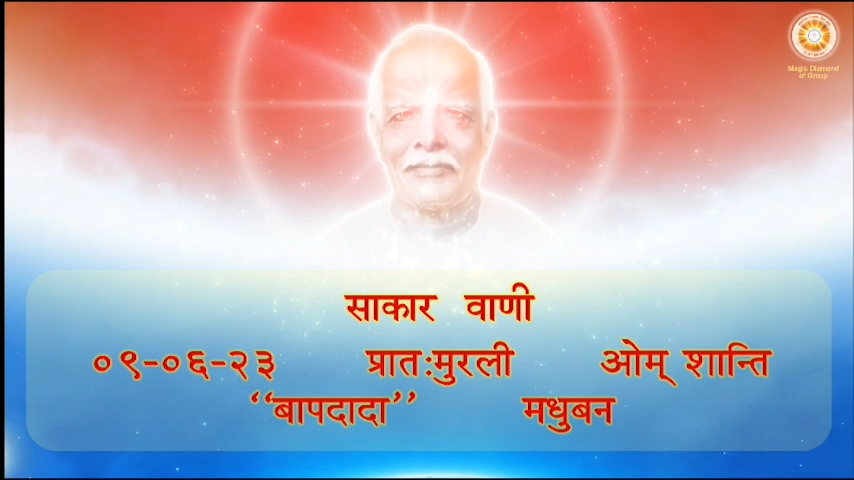 Magic Diamond
of Group
साकार वाणी
०९-०६-२३ प्रातःमुरली ओम् शान्ति
‘‘बापदादा’’ मधुबन